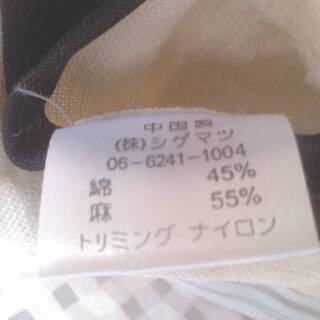 中国製
(株)シゲマツ
06-6241-1004
綿 45%
麻 55%
トリミング ナイロン